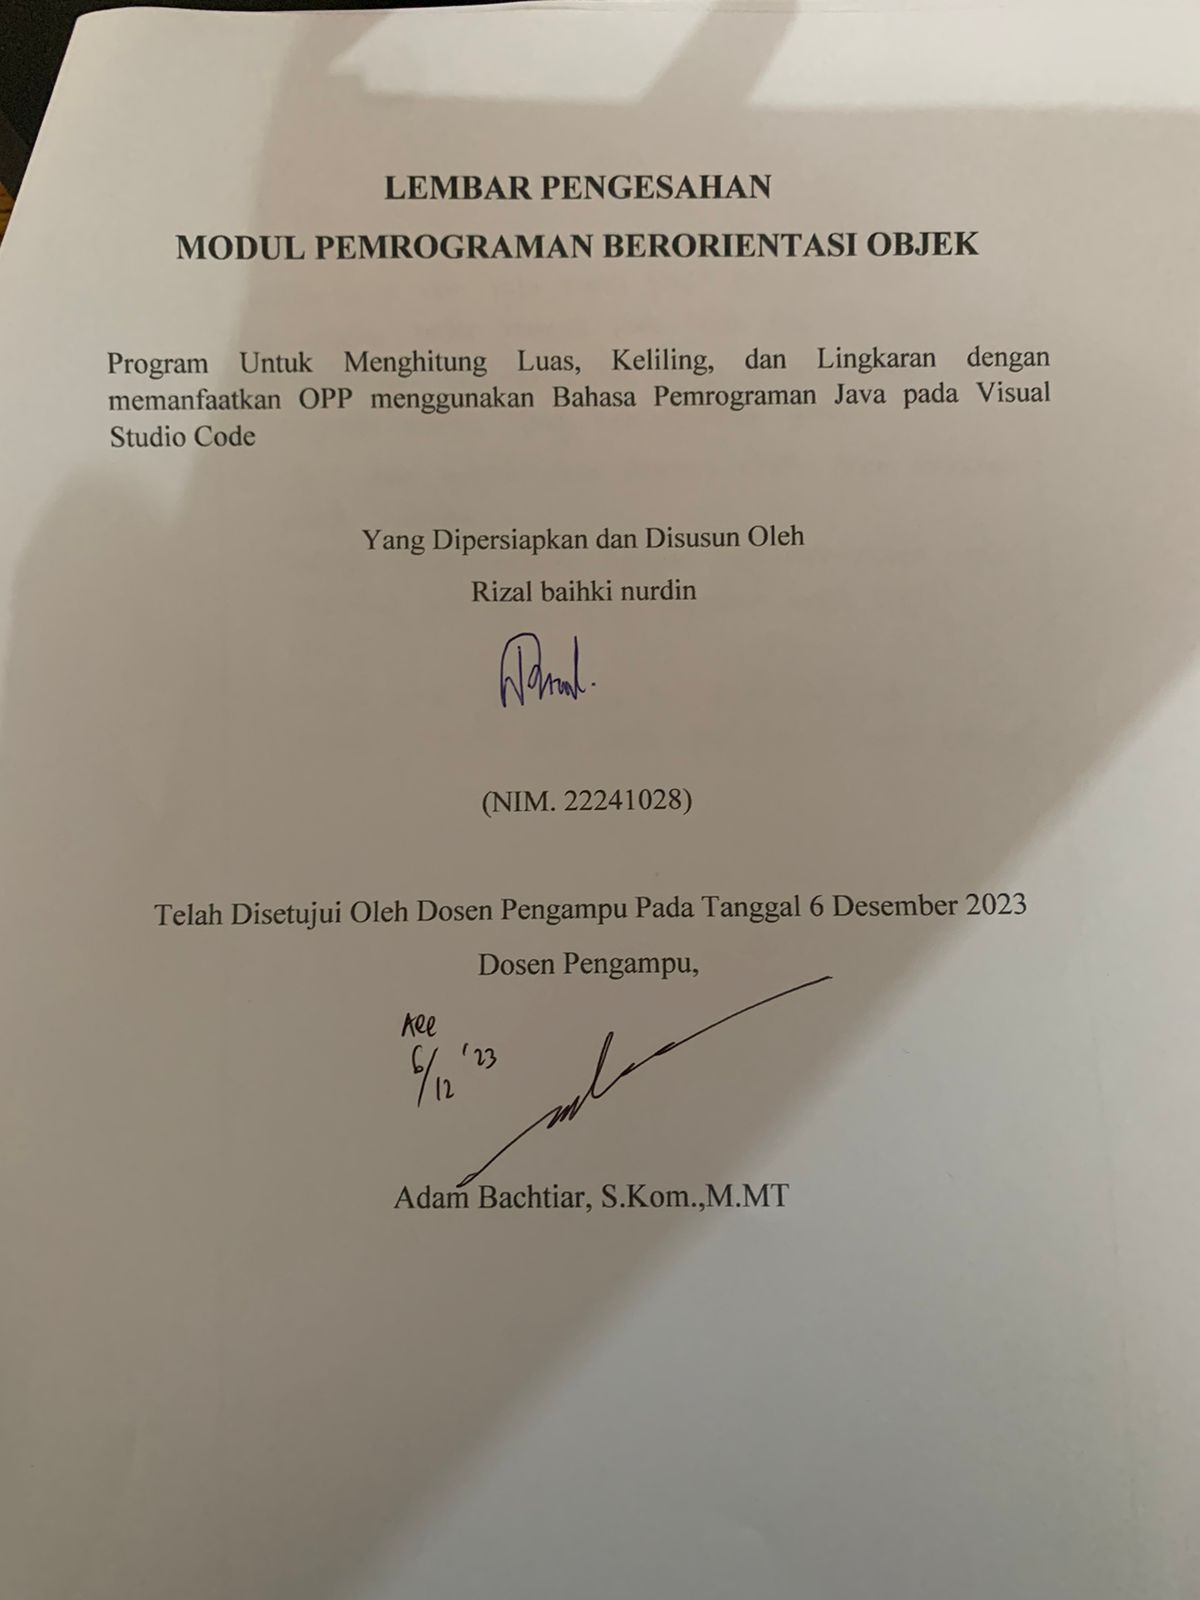 LEMBAR PENGESAHAN
MODUL PEMROGRAMAN BERORIENTASI OBJEK
Program Untuk Menghitung Luas, Keliling, dan Lingkaran dengan
memanfaatkan OPP menggunakan Bahasa Pemrograman Java pada Visual
Studio Code
Yang Dipersiapkan dan Disusun Oleh
Rizal baihki nurdin
(NIM. 22241028)
Telah Disetujui Oleh Dosen Pengampu Pada Tanggal 6 Desember 2023
Dosen Pengampu,
Acc
6/12 '23
Adam Bachtiar, S.Kom.,M.MT